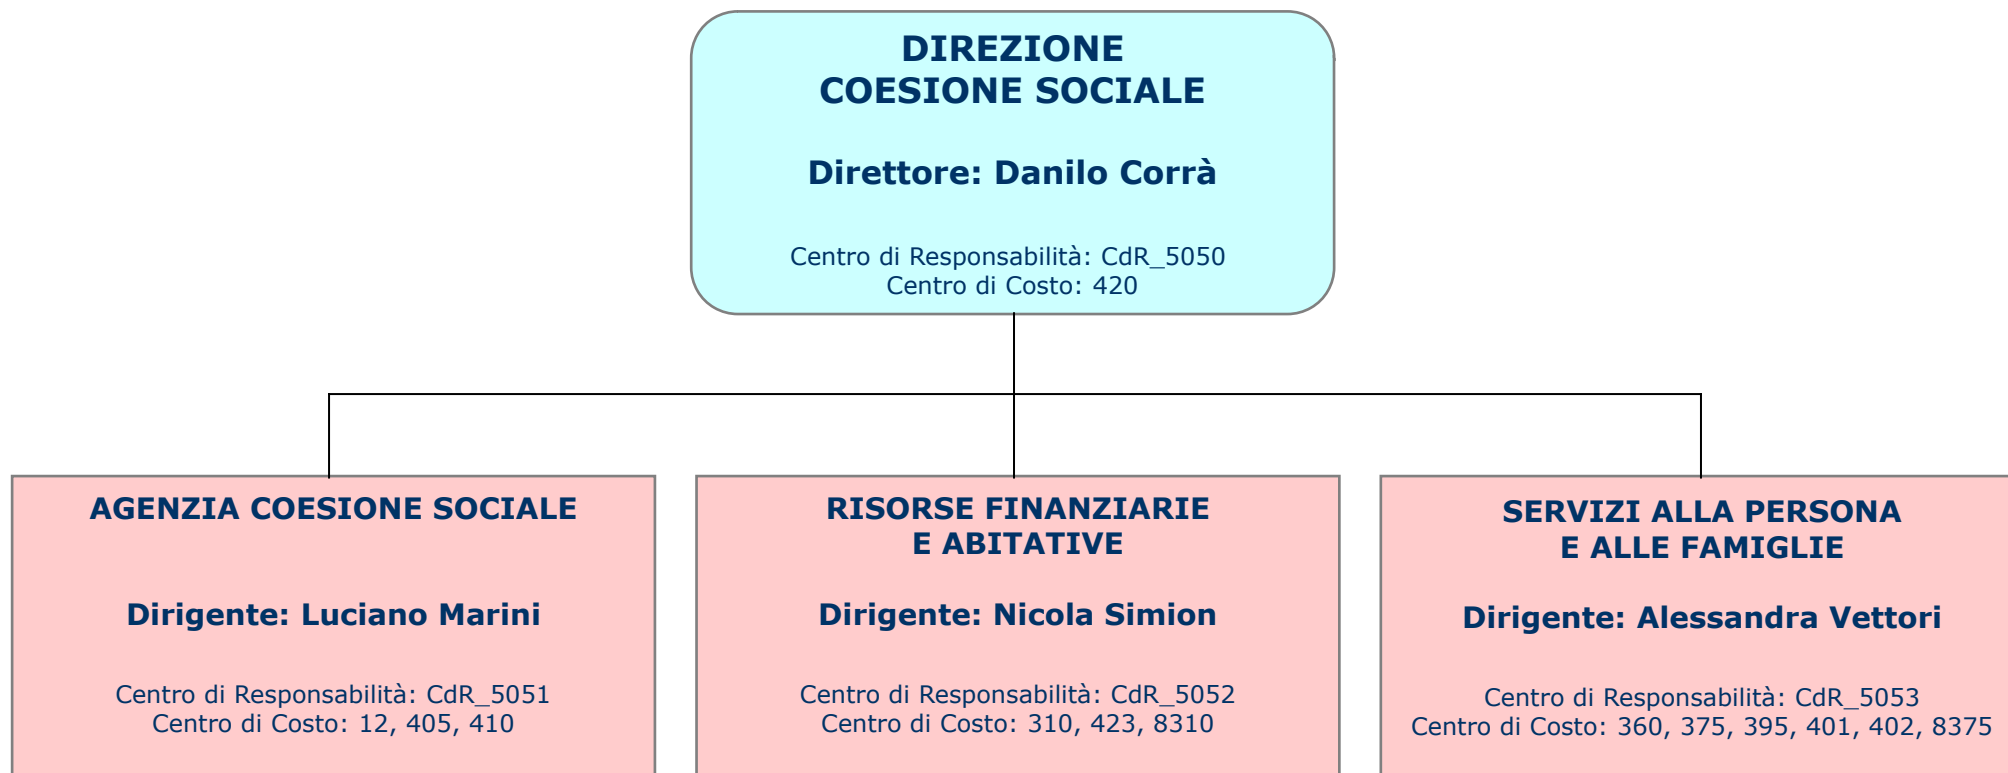 DIREZIONE
COESIONE SOCIALE
Direttore: Danilo Corrà
Centro di Responsabilità: CdR_5050
Centro di Costo: 420
AGENZIA COESIONE SOCIALE
Dirigente: Luciano Marini
Centro di Responsabilità: CdR_5051
Centro di Costo: 12, 405, 410
RISORSE FINANZIARIE
E ABITATIVE
Dirigente: Nicola Simion
Centro di Responsabilità: CdR_5052
Centro di Costo: 310, 423, 8310
SERVIZI ALLA PERSONA
E ALLE FAMIGLIE
Dirigente: Alessandra Vettori
Centro di Responsabilità: CdR_5053
Centro di Costo: 360, 375, 395, 401, 402, 8375